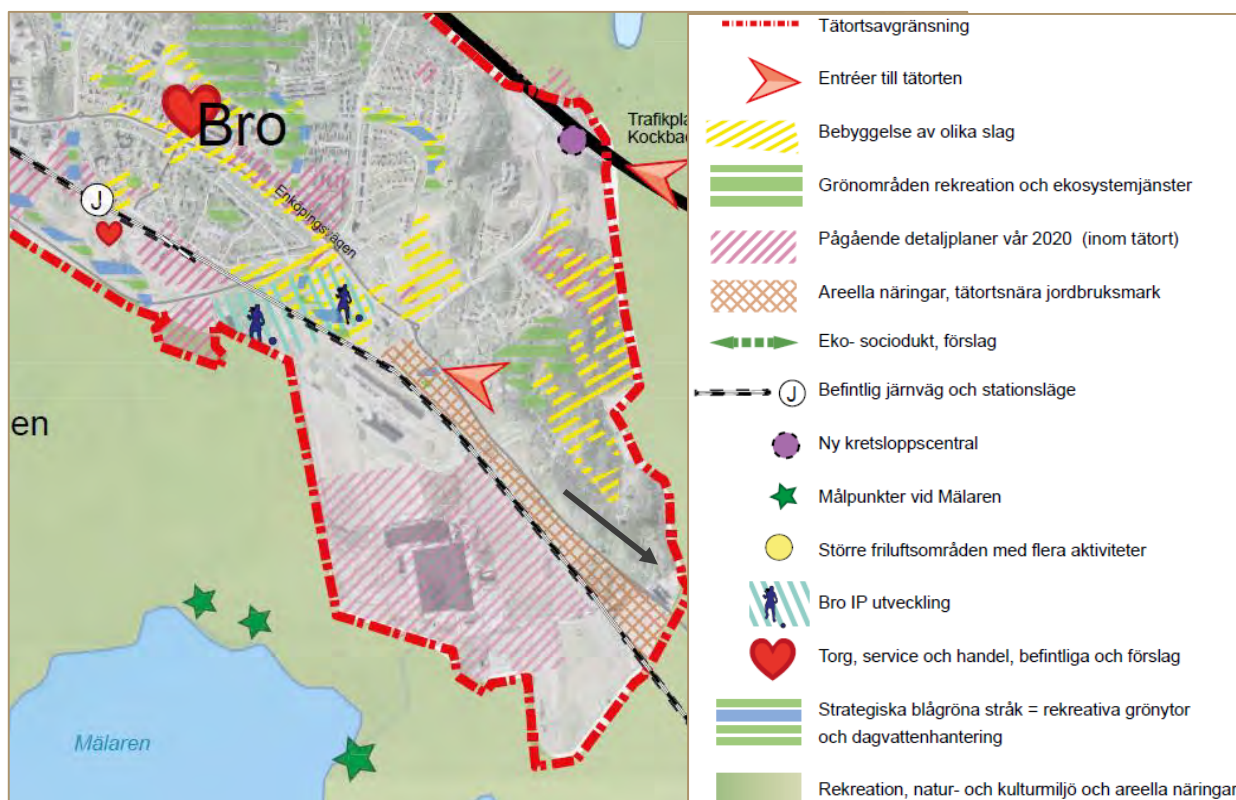 Bro
Trafikpla
Kockbac
Enköpingsvägen
J
en
Mälaren
Tätortsavgränsning
Entréer till tätorten
Bebyggelse av olika slag
Grönområden rekreation och ekosystemjänster
Pågående detaljplaner vår 2020 (inom tätort)
Areella näringar, tätortsnära jordbruksmark
Eko- sociodukt, förslag
J
Befintlig järnväg och stationsläge
Ny kretsloppscentral
Målpunkter vid Mälaren
Större friluftsområden med flera aktiviteter
Bro IP utveckling
Torg, service och handel, befintliga och förslag
Strategiska blågröna stråk = rekreativa grönytor
och dagvattenhantering
Rekreation, natur- och kulturmiljö och areella näringar